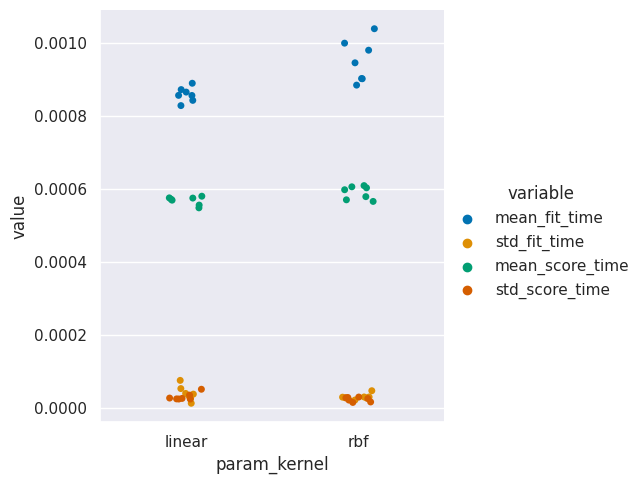 0.0010
0.0008
0.0006
0.0004
0.0002
0.0000
value
linear
rbf
param_kernel
variable
mean_fit_time
std_fit_time
mean_score_time
std_score_time